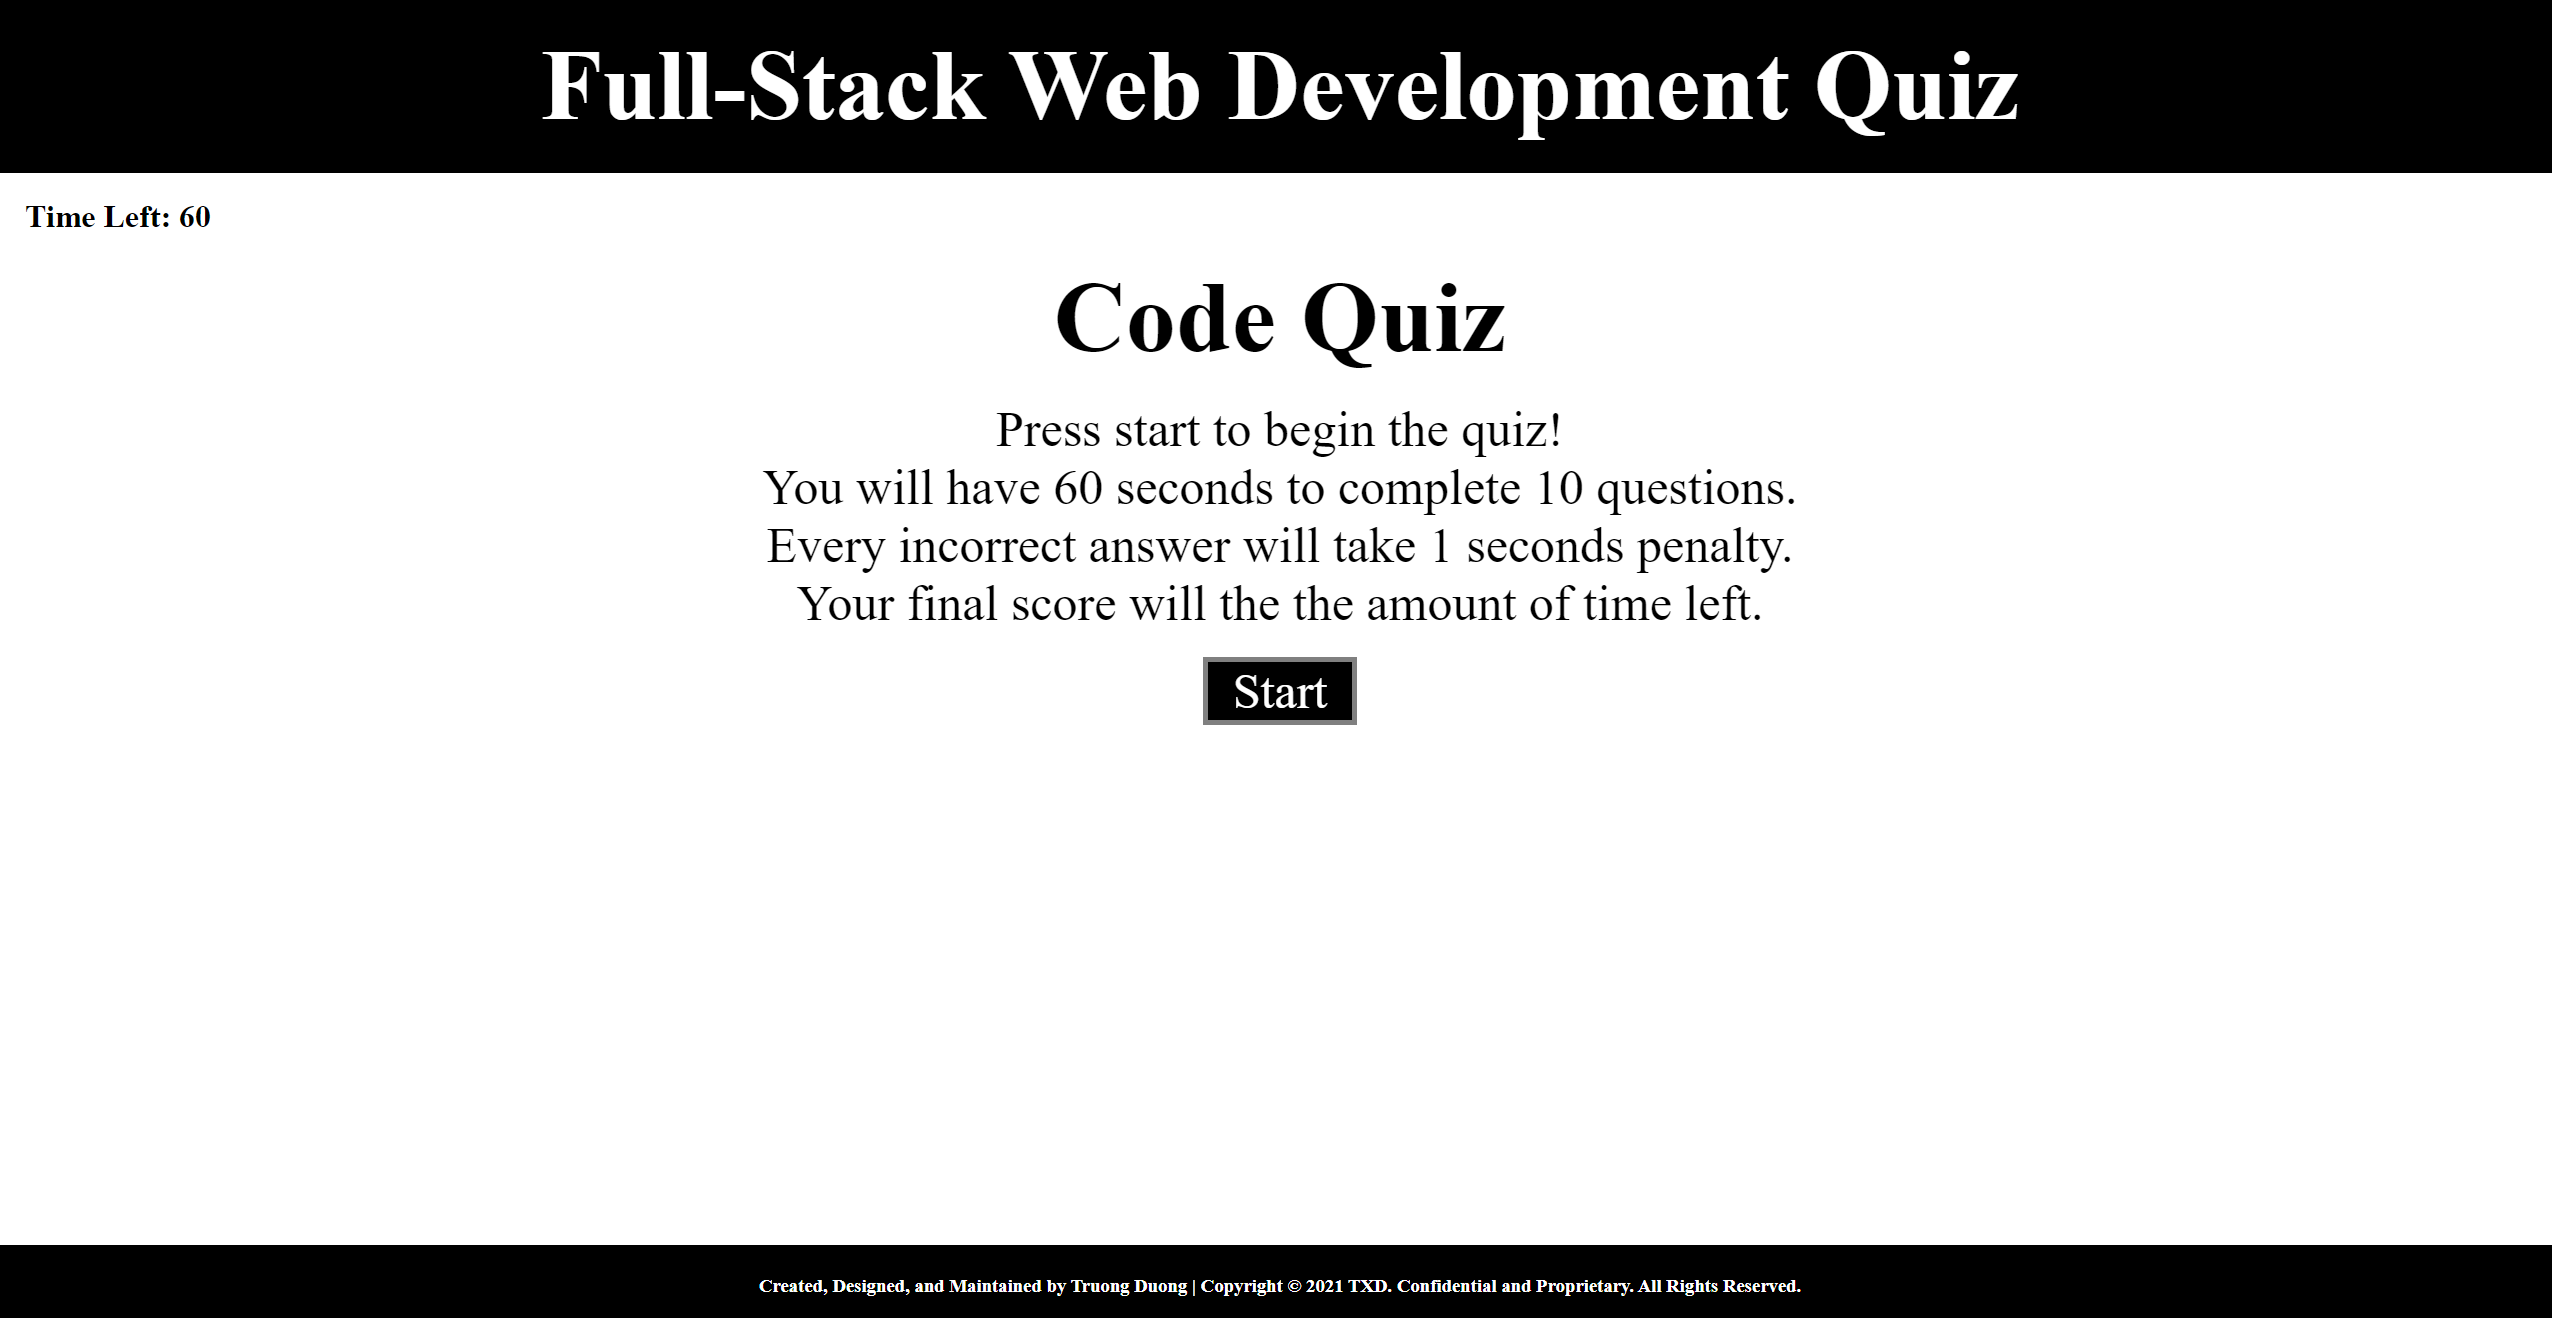 Full-Stack Web Development Quiz
Time Left: 60
Code Quiz
Press start to begin the quiz!
You will have 60 seconds to complete 10 questions.
Every incorrect answer will take 1 seconds penalty.
Your final score will the the amount of time left.
Start
Created, Designed, and Maintained by Truong Duong | Copyright © 2021 TXD. Confidential and Proprietary. All Rights Reserved.